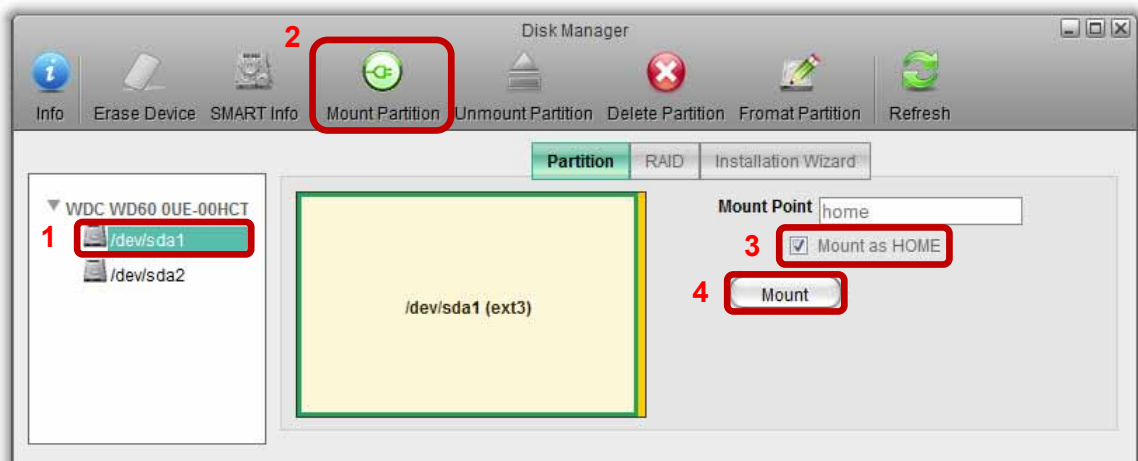 Disk Manager
2
Info Erase Device SMART Info Mount Partition Unmount Partition Delete Partition Fromat Partition Refresh
Partition RAID Installation Wizard
WDC WD60 0UE-00HCT
1 /dev/sda1
/dev/sda2
/dev/sda1 (ext3)
Mount Point home
3 Mount as HOME
4 Mount